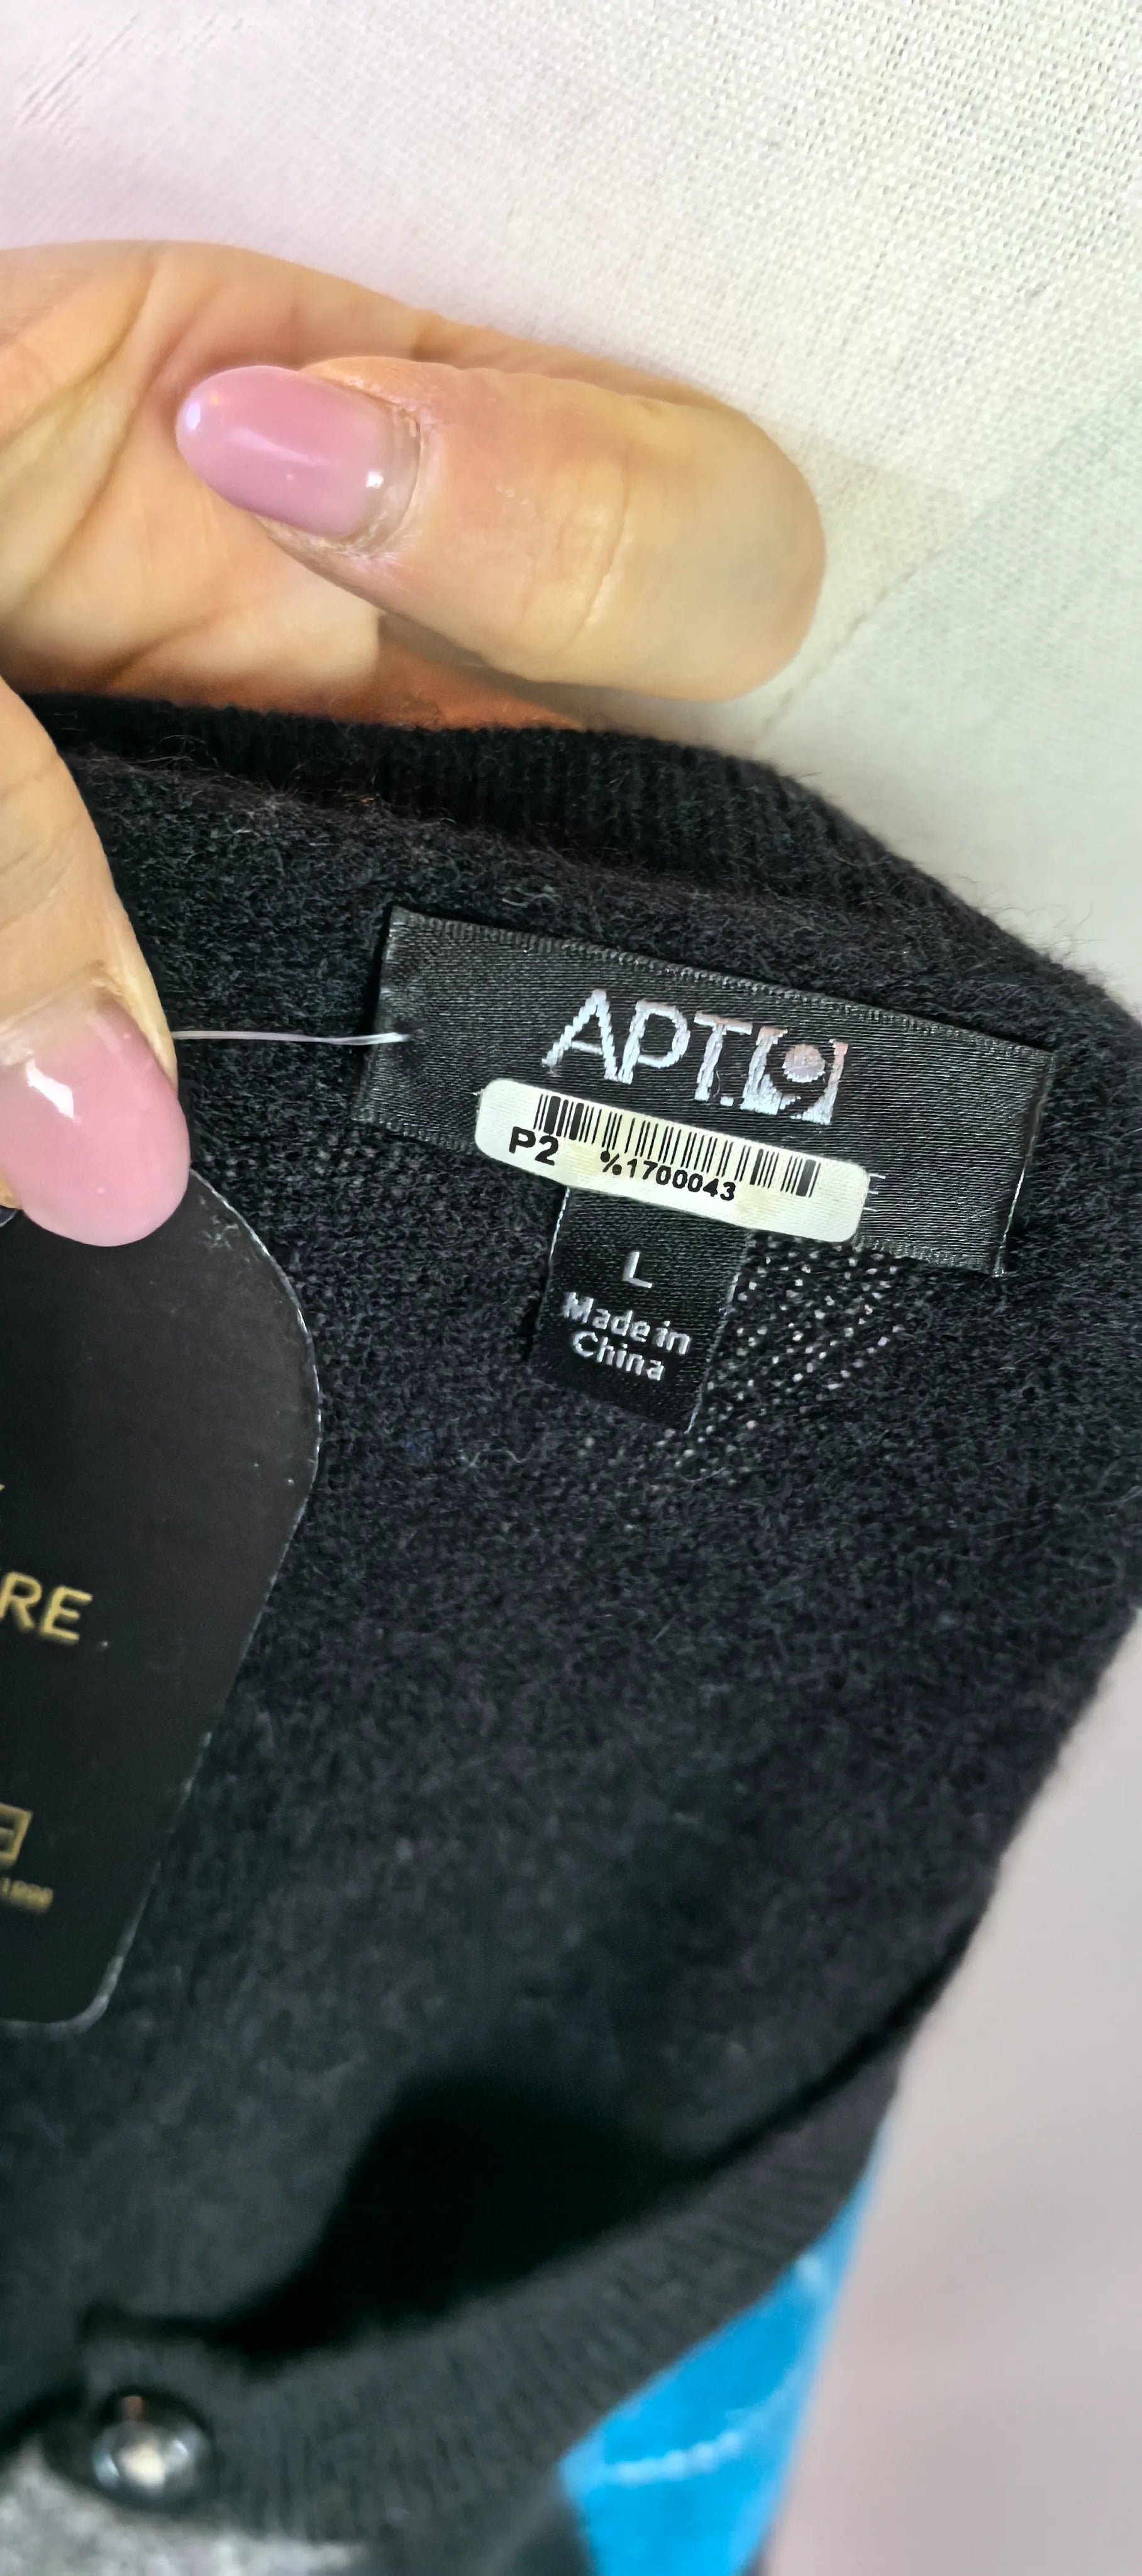 APT.9
P2 %1700043
L
Made in
China
RE